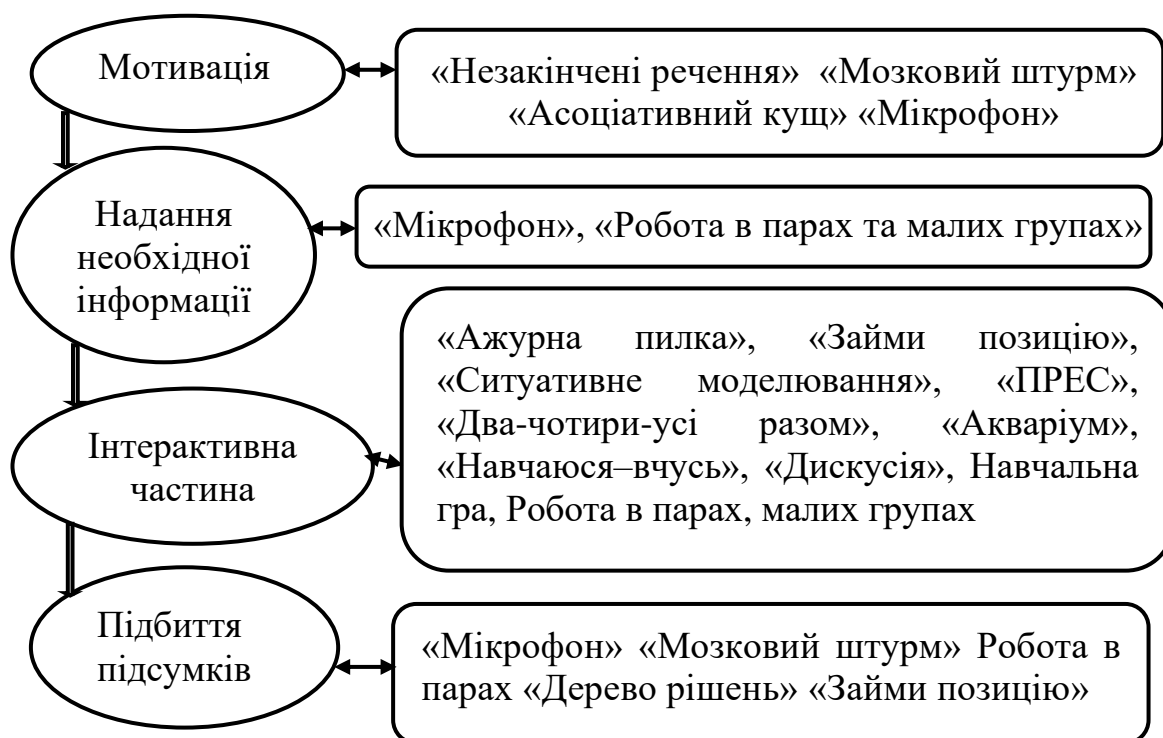 Мотивація
«Незакінчені речення» «Мозковий штурм»
«Асоціативний кущ» «Мікрофон»
Надання
необхідної
інформації
«Мікрофон», «Робота в парах та малих групах»
Інтерактивна
частина
«Ажурна пилка», «Займи позицію»,
«Ситуативне моделювання», «ПРЕС»,
«Два-чотири-усі разом», «Акваріум»,
«Навчаюся–вчусь», «Дискусія», Навчальна
гра, Робота в парах, малих групах
Підбиття
підсумків
«Мікрофон» «Мозковий штурм» Робота в
парах «Дерево рішень» «Займи позицію»